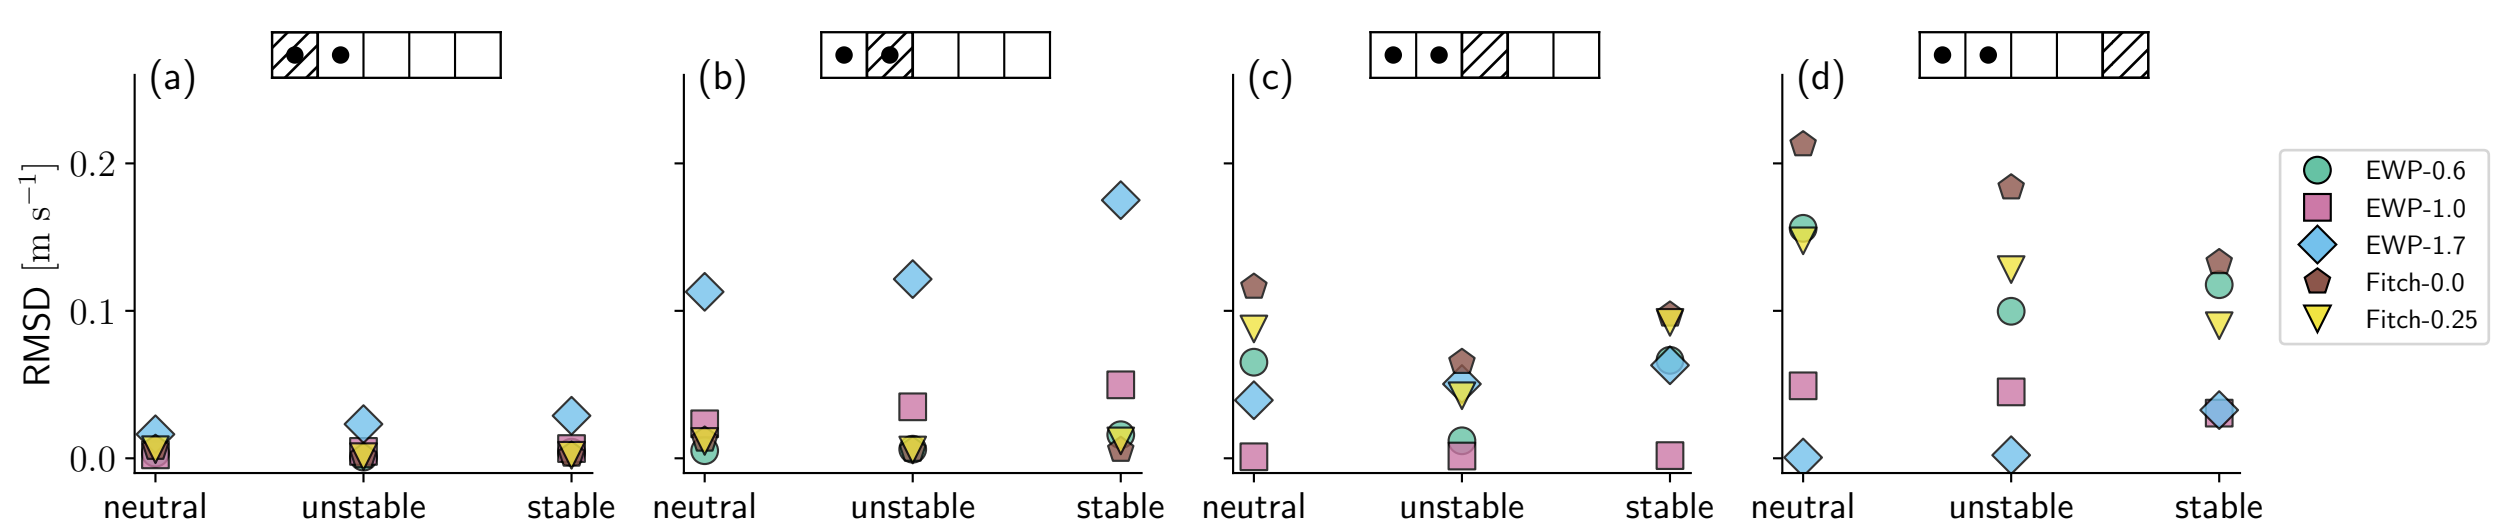 (a)
(b)
(c)
(d)
RMSD [m s⁻¹]
0.2
0.1
0.0
neutral unstable stable
neutral unstable stable
neutral unstable stable
neutral unstable stable
EWP-0.6
EWP-1.0
EWP-1.7
Fitch-0.0
Fitch-0.25